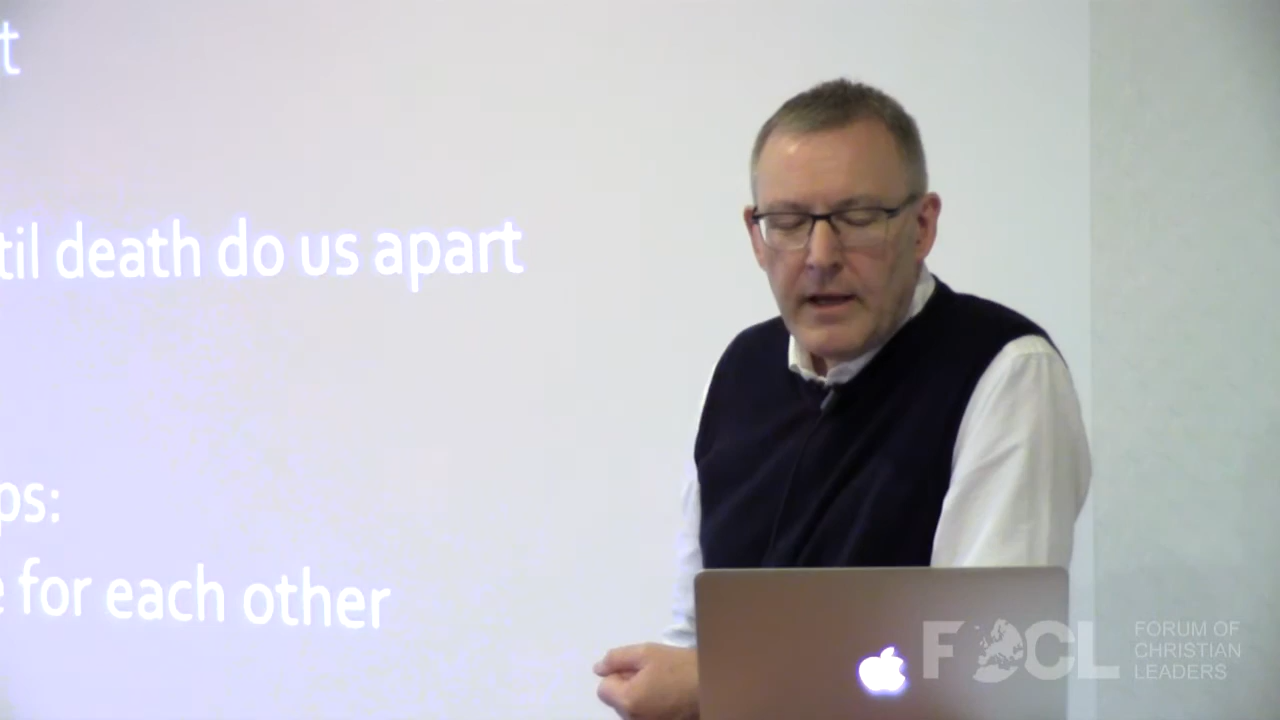 t
til death do us apart
ps:
e for each other
FOCL
FORUM OF
CHRISTIAN
LEADERS